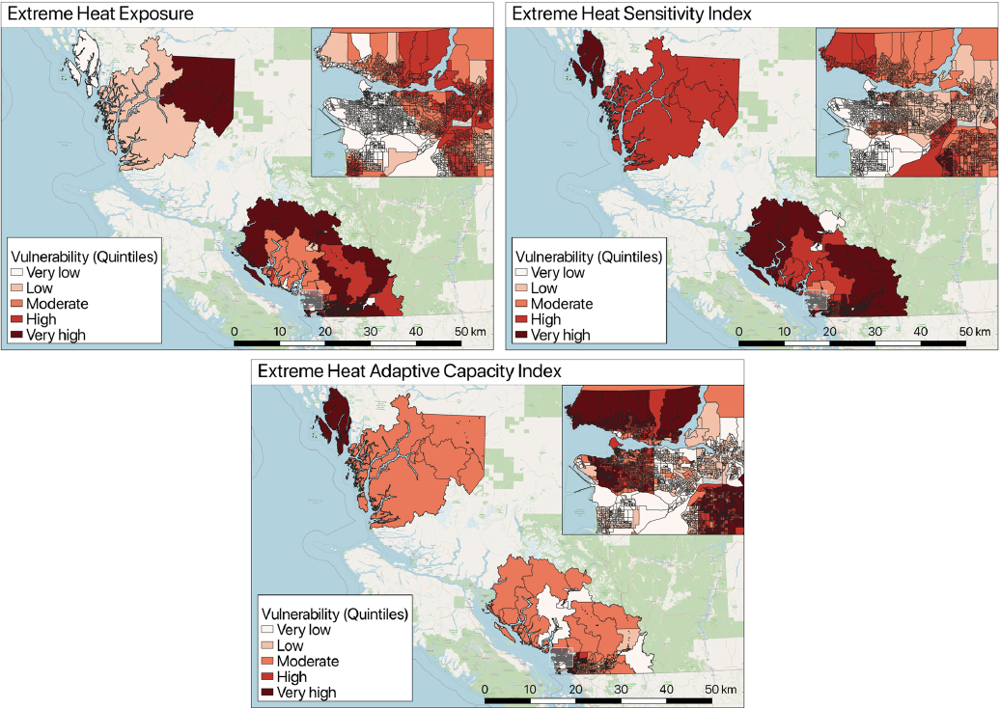 Extreme Heat Exposure
Vulnerability (Quintiles)
Very low
Low
Moderate
High
Very high
0 10 20 30 40 50 km
Extreme Heat Sensitivity Index
Vulnerability (Quintiles)
Very low
Low
Moderate
High
Very high
0 10 20 30 40 50 km
Extreme Heat Adaptive Capacity Index
Vulnerability (Quintiles)
Very low
Low
Moderate
High
Very high
0 10 20 30 40 50 km